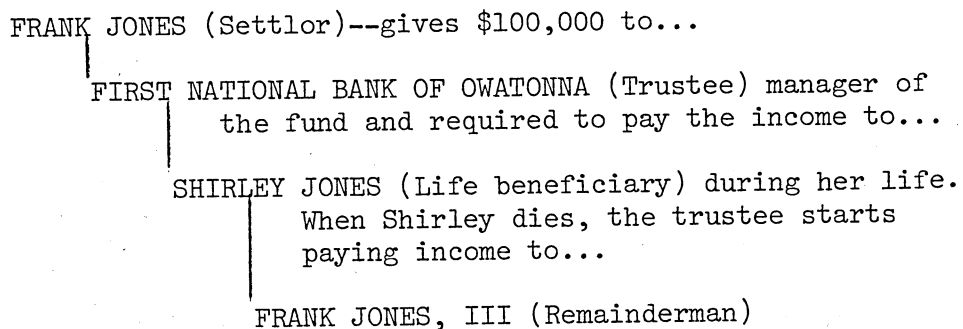 FRANK JONES (Settlor)--gives $100,000 to...
FIRST NATIONAL BANK OF OWATONNA (Trustee) manager of
the fund and required to pay the income to...
SHIRLEY JONES (Life beneficiary) during her life.
When Shirley dies, the trustee starts
paying income to...
FRANK JONES, III (Remainderman)